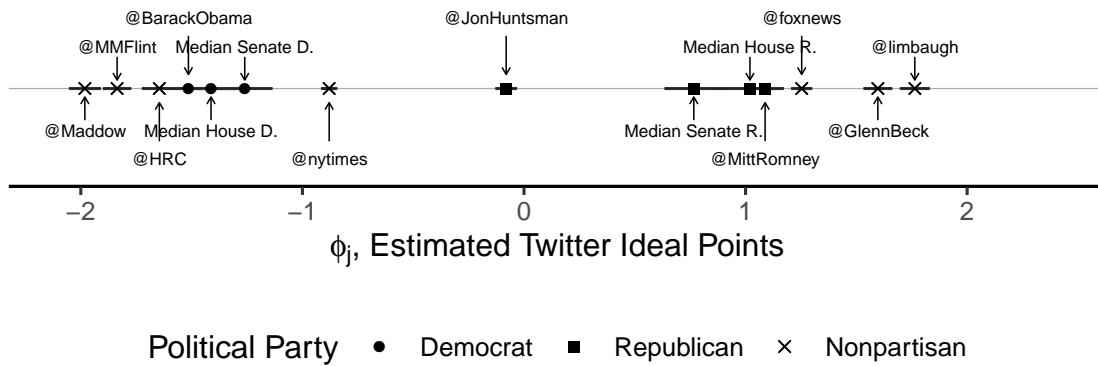 @BarackObama @JonHuntsman @foxnews
@MMFlint Median Senate D. Median House R. @limbaugh
@Maddow Median House D. Median Senate R. @GlennBeck
@HRC @nytimes @MittRomney
−2 −1 0 1 2
ϕj, Estimated Twitter Ideal Points
Political Party Democrat Republican Nonpartisan